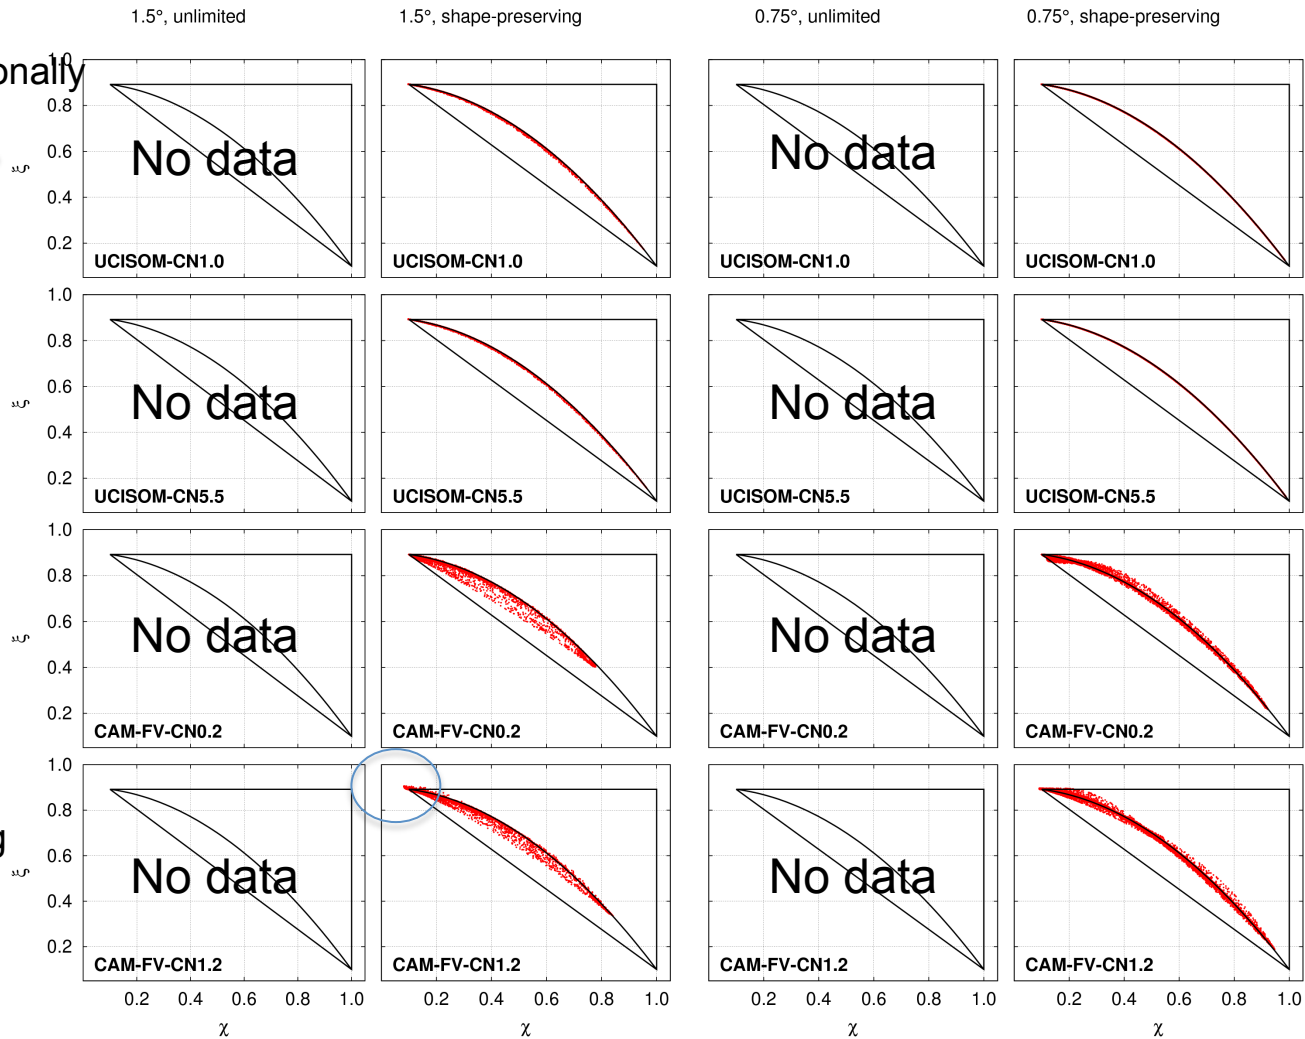 1.5°, unlimited 1.5°, shape-preserving 0.75°, unlimited 0.75°, shape-preserving
1.0
onally
0.8
0.6
ξ
0.4
0.2
No data No data
UCISOM-CN1.0 UCISOM-CN1.0 UCISOM-CN1.0 UCISOM-CN1.0
1.0
0.8
0.6
ξ
0.4
0.2
No data No data
UCISOM-CN5.5 UCISOM-CN5.5 UCISOM-CN5.5 UCISOM-CN5.5
1.0
0.8
0.6
ξ
0.4
0.2
No data No data
CAM-FV-CN0.2 CAM-FV-CN0.2 CAM-FV-CN0.2 CAM-FV-CN0.2
1.0
0.8
g
0.6
ξ
0.4
0.2
No data No data
CAM-FV-CN1.2 CAM-FV-CN1.2 CAM-FV-CN1.2 CAM-FV-CN1.2
0.2 0.4 0.6 0.8 1.0 0.2 0.4 0.6 0.8 1.0 0.2 0.4 0.6 0.8 1.0 0.2 0.4 0.6 0.8 1.0
χ χ χ χ